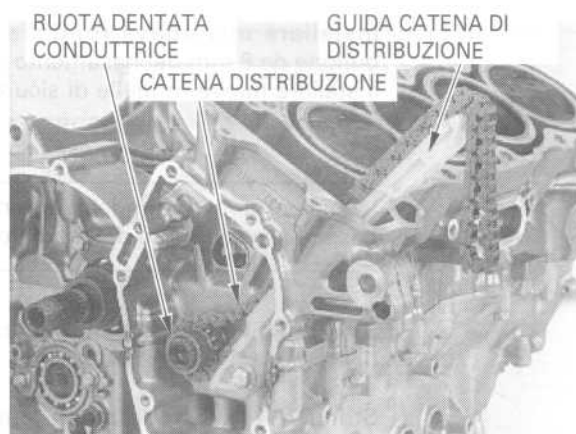 RUOTA DENTATA
CONDUTTRICE
CATENA DISTRIBUZIONE
GUIDA CATENA DI
DISTRIBUZIONE